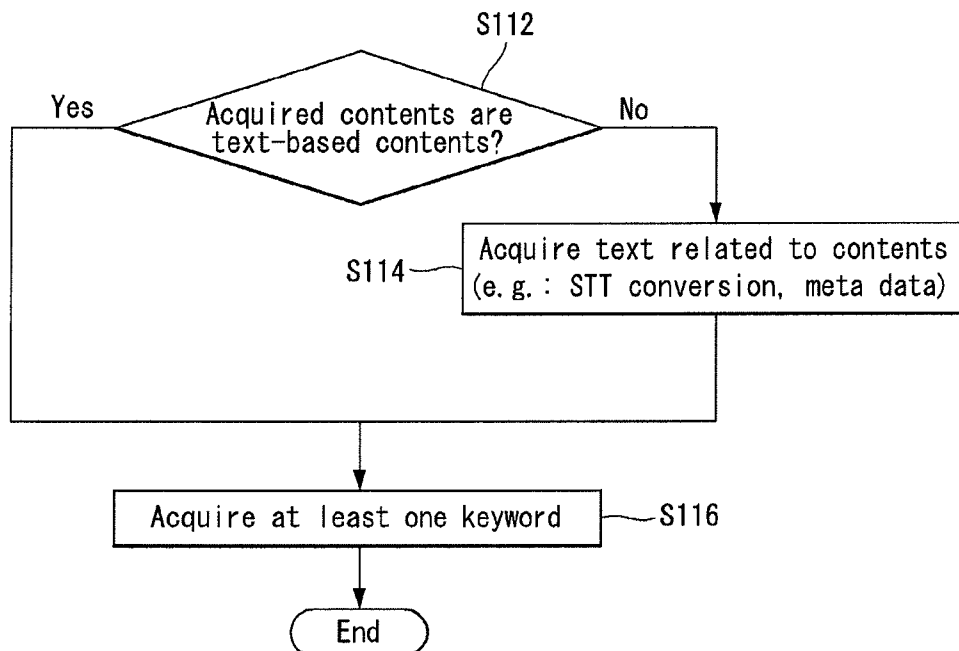 S112
Yes
Acquired contents are
text-based contents?
No
Acquire text related to contents
(e.g.: STT conversion, meta data)
S114
Acquire at least one keyword
S116
End